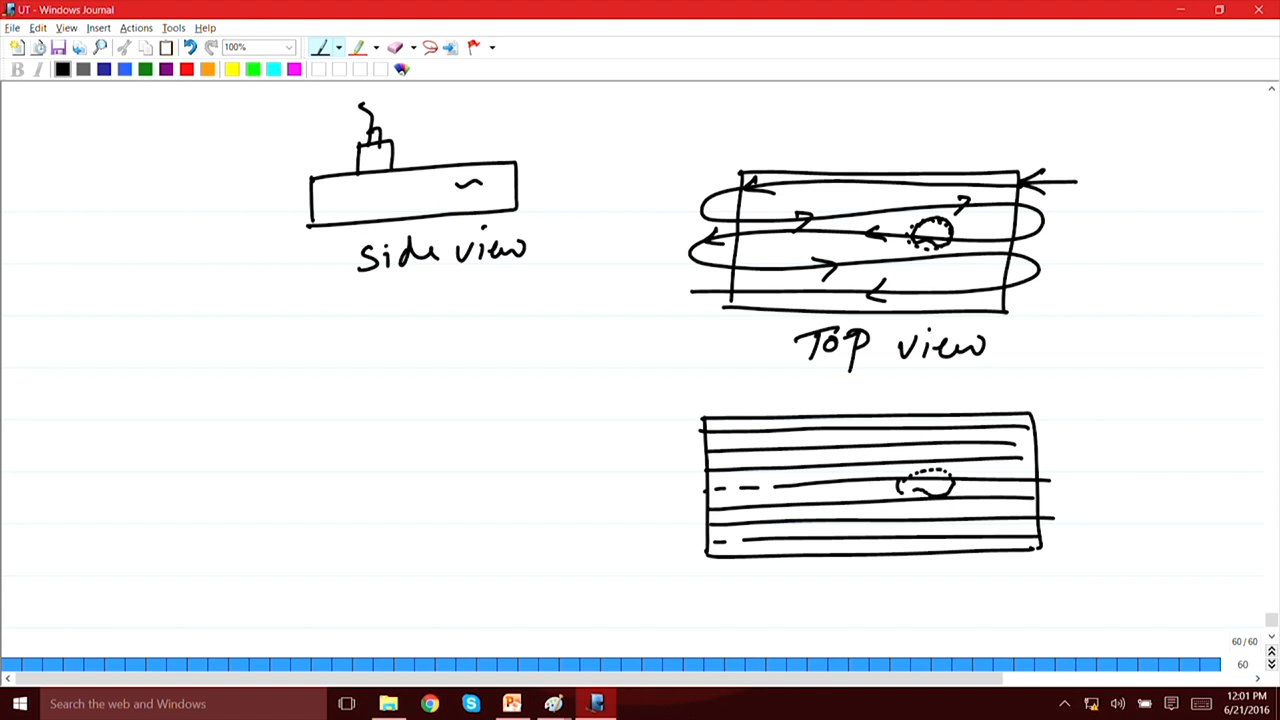 UT - Windows Journal
File Edit View Insert Actions Tools Help
100%
B I
side view
TOP view
60 / 60
60
Search the web and Windows
12:01 PM
6/21/2016